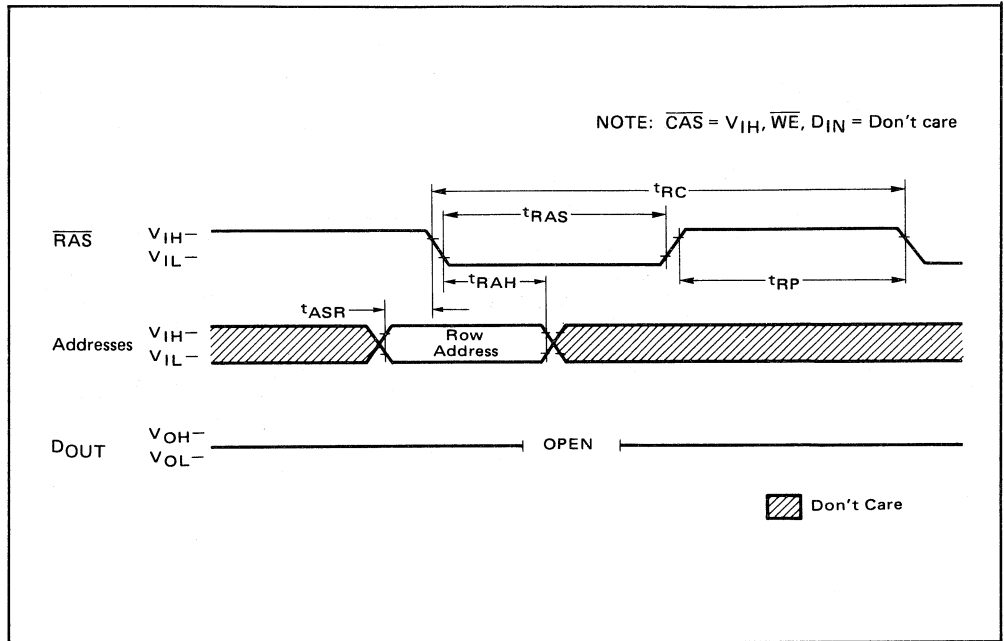 NOTE: CAS = VIH, WE, DIN = Don't care
tRC
tRAS
RAS
VIH
VIL
tRAH
tRP
tASR
Addresses
VIH
VIL
Row
Address
DOUT
VOH
VOL
OPEN
Don't Care